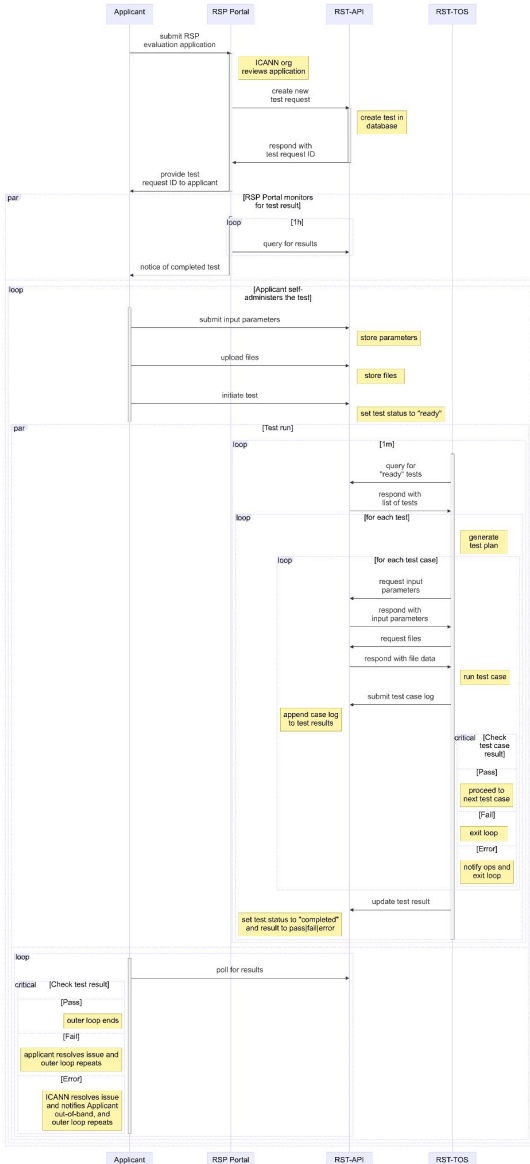 Applicant
RSP Portal
RST-API
RST-TOS
submit RSP
evaluation application
ICANN org
reviews application
create new
test request
create test in
database
respond with
test request ID
provide test
request ID to applicant
par
[RSP Portal monitors
for test result]
loop
[1h]
query for results
notice of completed test
loop
[Applicant self-
administers the test]
submit input parameters
store parameters
upload files
store files
initiate test
set test status to "ready"
par
[Test run]
loop
[1m]
query for
"ready" tests
respond with
list of tests
loop
[for each test]
generate
test plan
loop
[for each test case]
request input
parameters
respond with
input parameters
request files
respond with file data
run test case
submit test case log
append case log
to test results
critical
[Check
test case
result]
[Pass]
proceed to
next test case
[Fail]
exit loop
[Error]
notify ops and
exit loop
update test result
set test status to "completed"
and result to pass|fail|error
loop
poll for results
critical
[Check test result]
[Pass]
outer loop ends
[Fail]
applicant resolves issue and
outer loop repeats
[Error]
ICANN resolves issue
and notifies Applicant
out-of-band, and
outer loop repeats
Applicant
RSP Portal
RST-API
RST-TOS